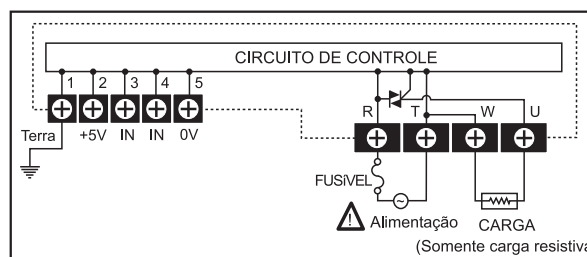 CIRCUITO DE CONTROLE
1 2 3 4 5
R T W U
Terra +5V IN IN 0V
FUSíVEL
Alimentação CARGA
(Somente carga resistiva